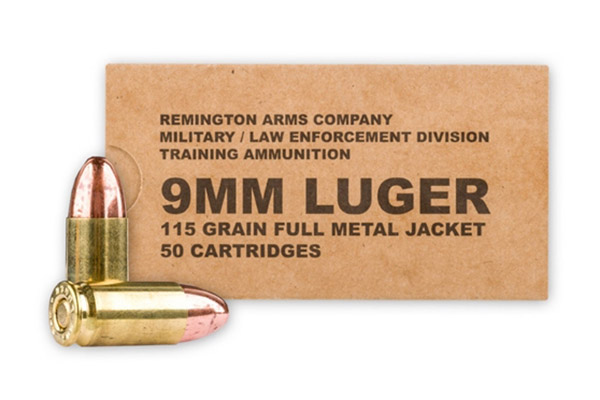 REMINGTON ARMS COMPANY
MILITARY / LAW ENFORCEMENT DIVISION
TRAINING AMMUNITION
9MM LUGER
115 GRAIN FULL METAL JACKET
50 CARTRIDGES